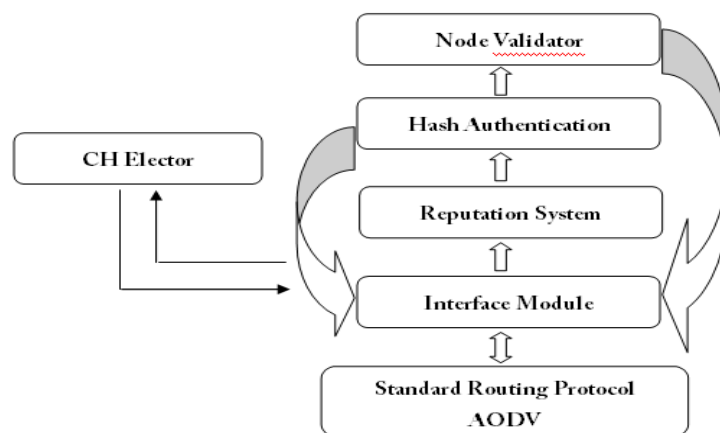 Node Validator
Hash Authentication
CH Elector
Reputation System
Interface Module
Standard Routing Protocol
AODV